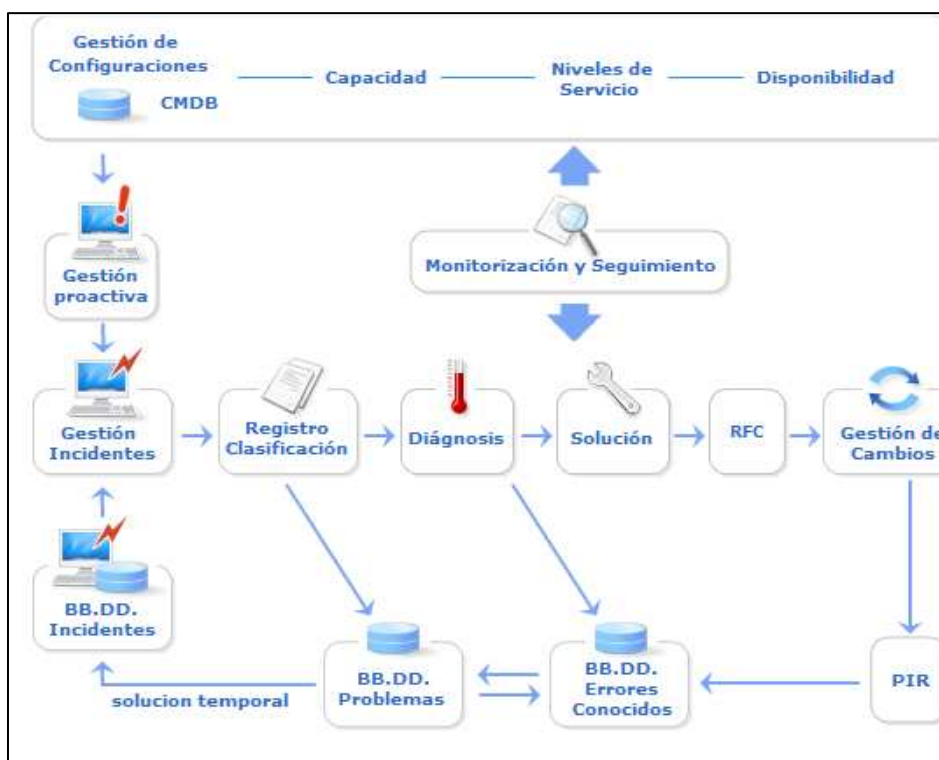 Gestión de
Configuraciones
CMDB
Capacidad
Niveles de
Servicio
Disponibilidad
Gestión
proactiva
Monitorización y Seguimiento
Gestión
Incidentes
Registro
Clasificación
Diágnosis
Solución
RFC
Gestión de
Cambios
BB.DD.
Incidentes
solucion temporal
BB.DD.
Problemas
BB.DD.
Errores
Conocidos
PIR